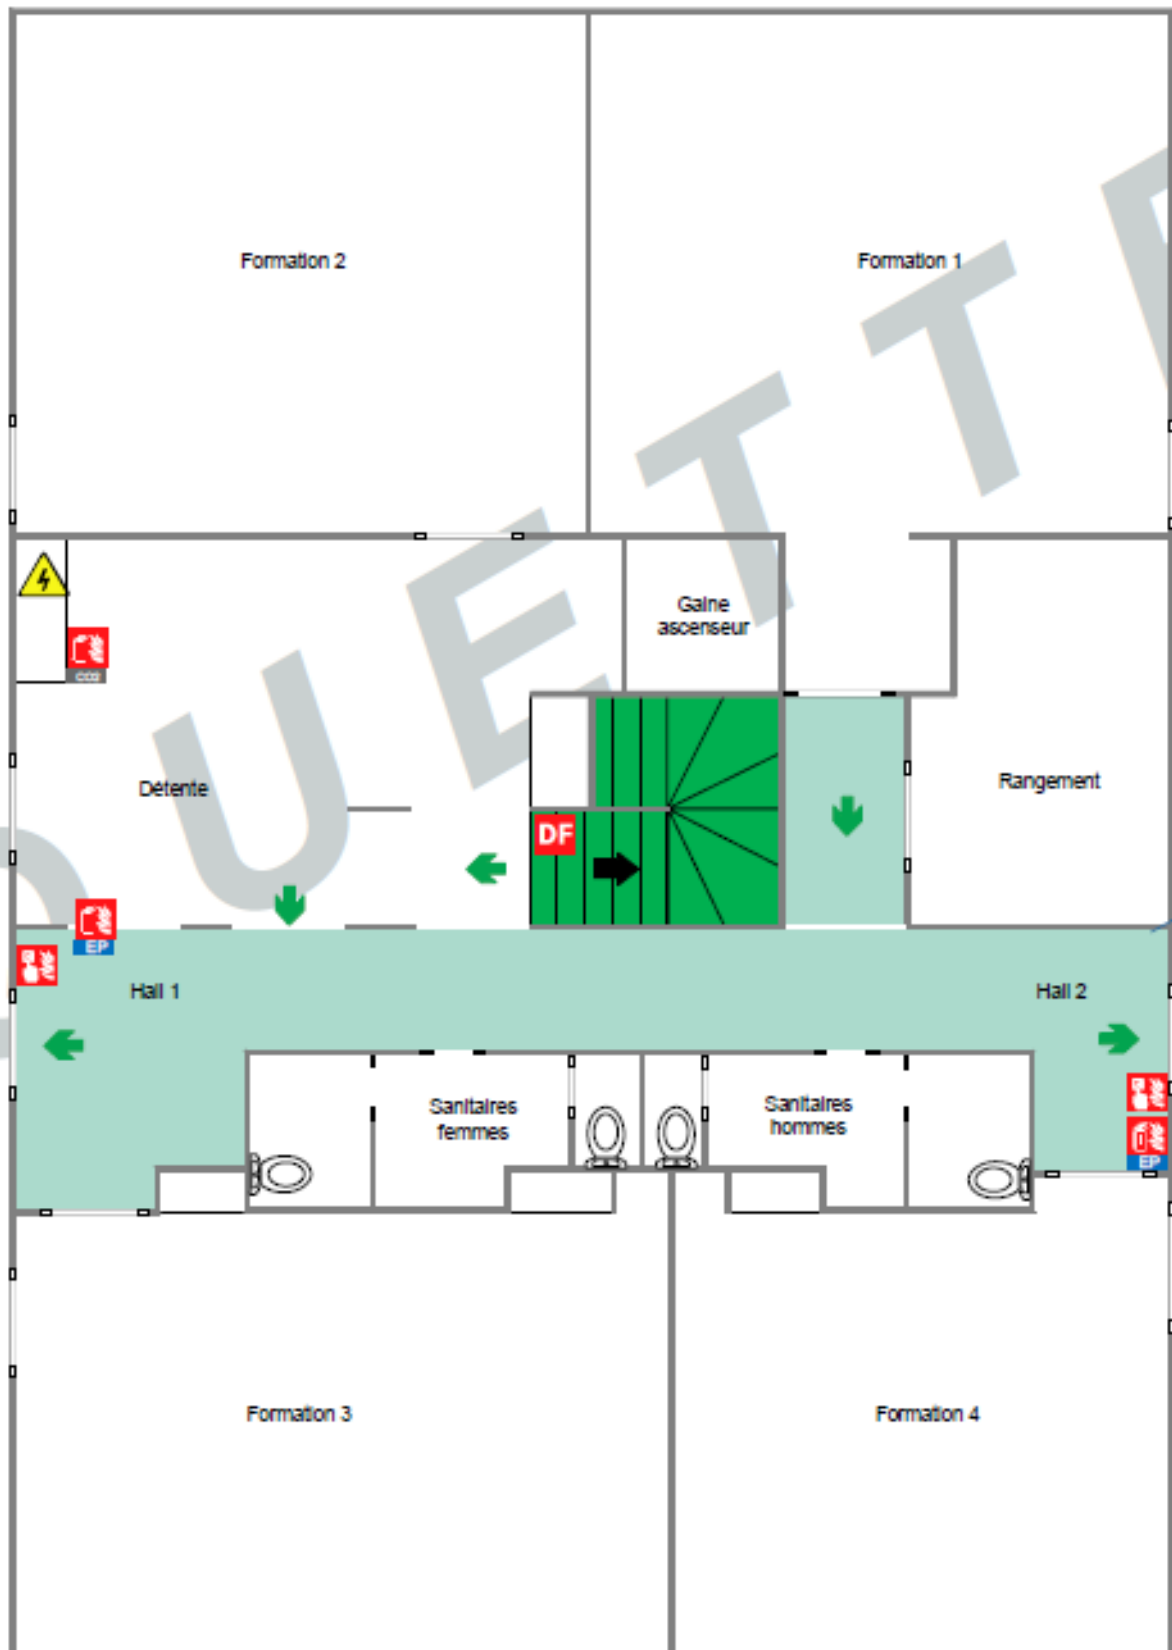 Formation 2
Formation 1
Gaine
ascenseur
CO2
Détente
Rangement
DF
EP
Hall 1
Hall 2
Sanitaires
femmes
Sanitaires
hommes
EP
Formation 3
Formation 4